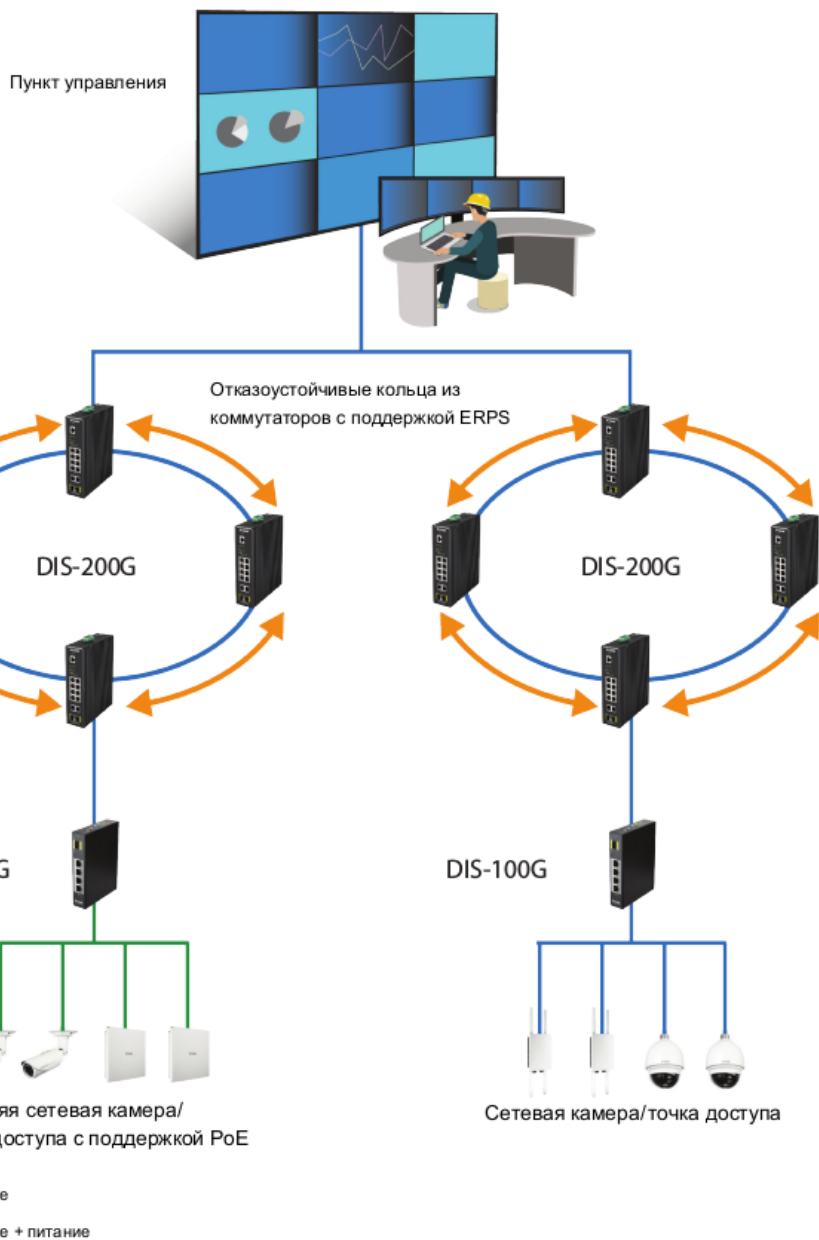 Пункт управления
Отказоустойчивые кольца из
коммутаторов с поддержкой ERPS
DIS-200G
DIS-200G
G
DIS-100G
яя сетевая камера/
доступа с поддержкой PoE
Сетевая камера/точка доступа
е
е + питание